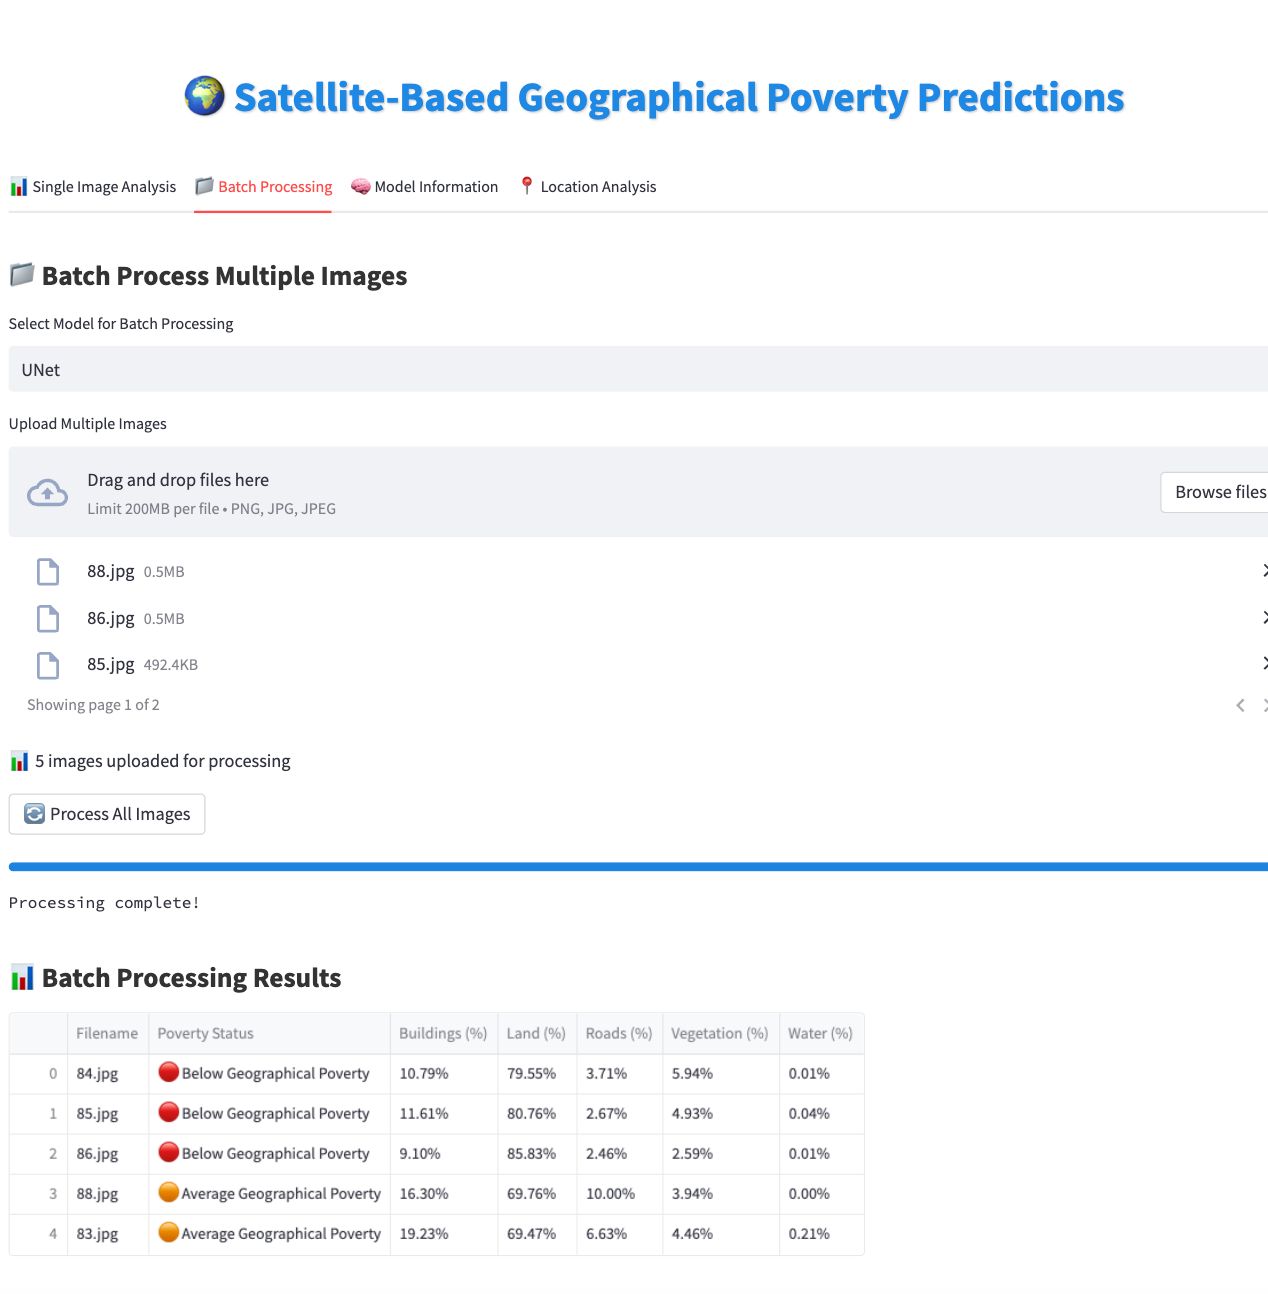 🌍 Satellite-Based Geographical Poverty Predictions
📊 Single Image Analysis 📁 Batch Processing 🧠 Model Information 📍 Location Analysis
📁 Batch Process Multiple Images
Select Model for Batch Processing
UNet
Upload Multiple Images
Drag and drop files here
Limit 200MB per file • PNG, JPG, JPEG
Browse files
88.jpg 0.5MB
86.jpg 0.5MB
85.jpg 492.4KB
Showing page 1 of 2
📊 5 images uploaded for processing
🔄 Process All Images
Processing complete!
📊 Batch Processing Results
Filename Poverty Status Buildings (%) Land (%) Roads (%) Vegetation (%) Water (%)
0 84.jpg 🔴 Below Geographical Poverty 10.79% 79.55% 3.71% 5.94% 0.01%
1 85.jpg 🔴 Below Geographical Poverty 11.61% 80.76% 2.67% 4.93% 0.04%
2 86.jpg 🔴 Below Geographical Poverty 9.10% 85.83% 2.46% 2.59% 0.01%
3 88.jpg 🟠 Average Geographical Poverty 16.30% 69.76% 10.00% 3.94% 0.00%
4 83.jpg 🟠 Average Geographical Poverty 19.23% 69.47% 6.63% 4.46% 0.21%